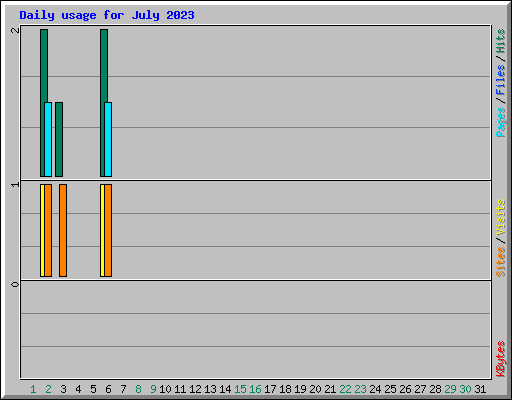 Daily usage for July 2023
2
1
0
Pages / Files / Hits
Sites / Visits
KBytes
1 2 3 4 5 6 7 8 9 10 11 12 13 14 15 16 17 18 19 20 21 22 23 24 25 26 27 28 29 30 31